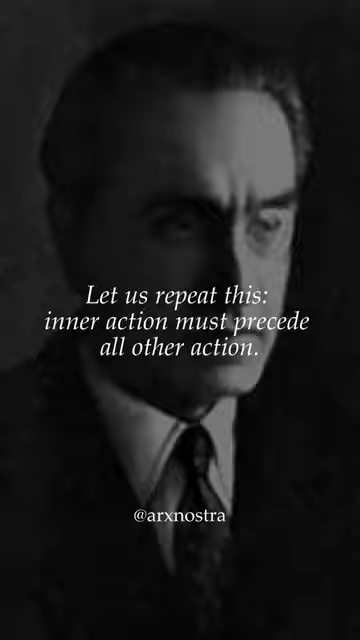 Let us repeat this:
inner action must precede
all other action.
@arxnostra